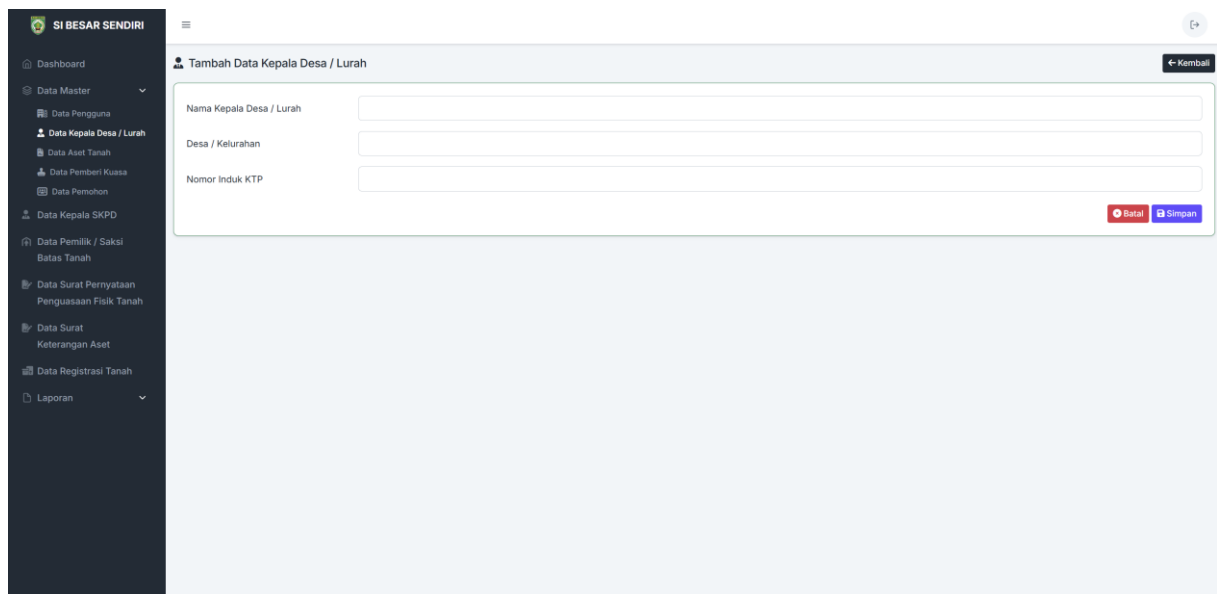 SI BESAR SENDIRI
Dashboard
Data Master
Data Pengguna
Data Kepala Desa / Lurah
Data Aset Tanah
Data Pemberi Kuasa
Data Pemohon
Data Kepala SKPD
Data Pemilik / Saksi
Batas Tanah
Data Surat Pernyataan
Penguasaan Fisik Tanah
Data Surat
Keterangan Aset
Data Registrasi Tanah
Laporan
Tambah Data Kepala Desa / Lurah
Kembali
Nama Kepala Desa / Lurah
Desa / Kelurahan
Nomor Induk KTP
Batal Simpan